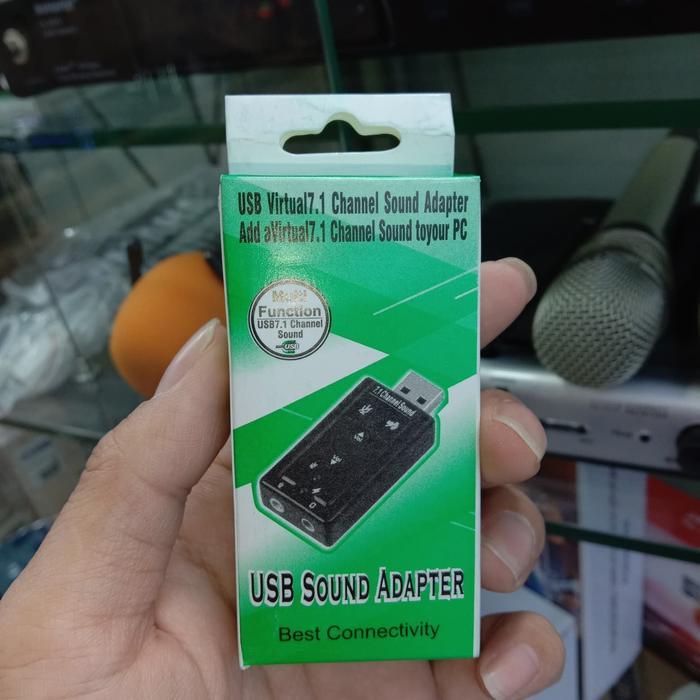 USB Virtual7.1 Channel Sound Adapter
Add aVirtual7.1 Channel Sound toyour PC
Multi
Function
USB7.1 Channel
Sound
USB
7.1 Channel Sound
USB SOUND ADAPTER
Best Connectivity